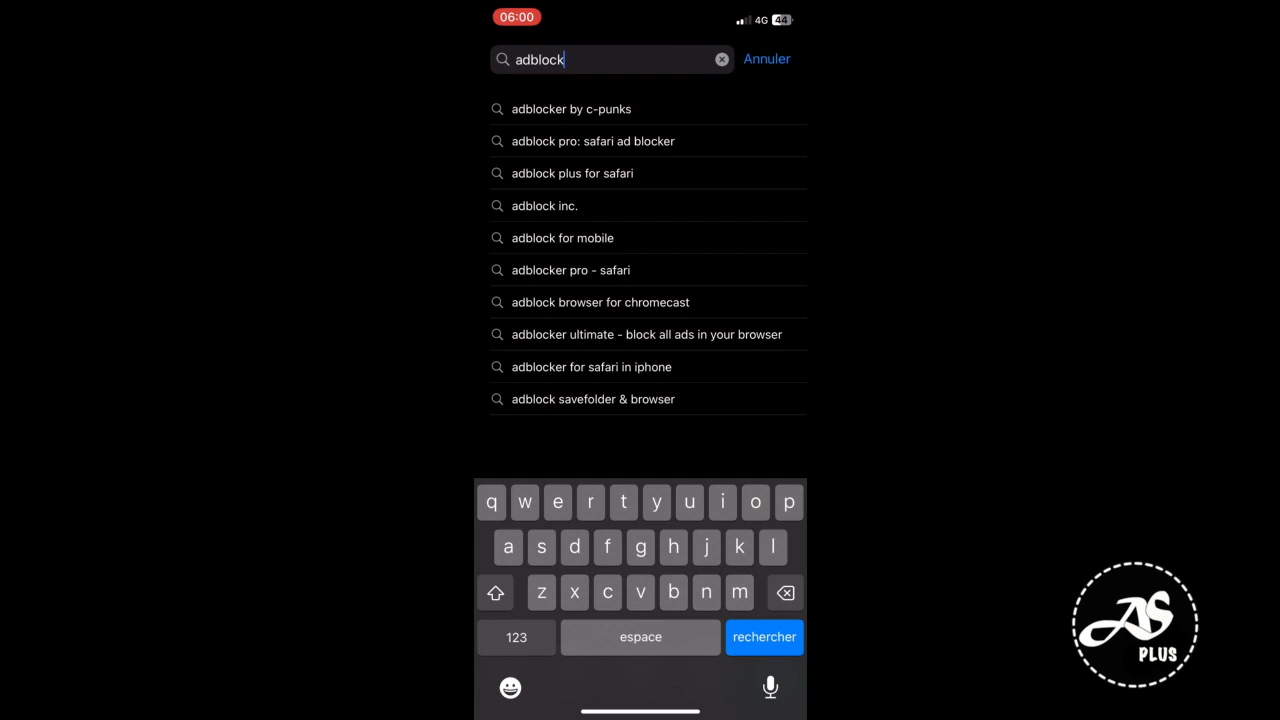 06:00
4G 44
adblock
Annuler
adblocker by c-punks
adblock pro: safari ad blocker
adblock plus for safari
adblock inc.
adblock for mobile
adblocker pro - safari
adblock browser for chromecast
adblocker ultimate - block all ads in your browser
adblocker for safari in iphone
adblock savefolder & browser
q w e r t y u i o p
a s d f g h j k l
z x c v b n m
123 espace rechercher
AS
PLUS